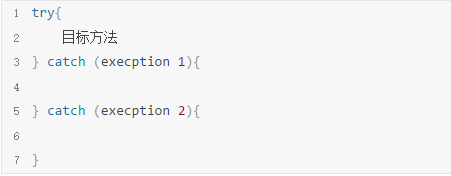 1 try{
2 目标方法
3 } catch (execption 1){
4
5 } catch (execption 2){
6
7 }